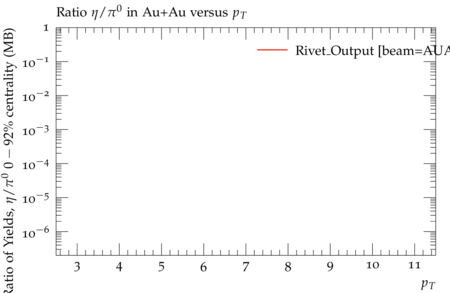 Ratio η/π⁰ in Au+Au versus p_T
Ratio of Yields, η/π⁰ 0 − 92% centrality (MB)
Rivet_Output [beam=AUA
1
10⁻¹
10⁻²
10⁻³
10⁻⁴
10⁻⁵
10⁻⁶
3 4 5 6 7 8 9 10 11
p_T